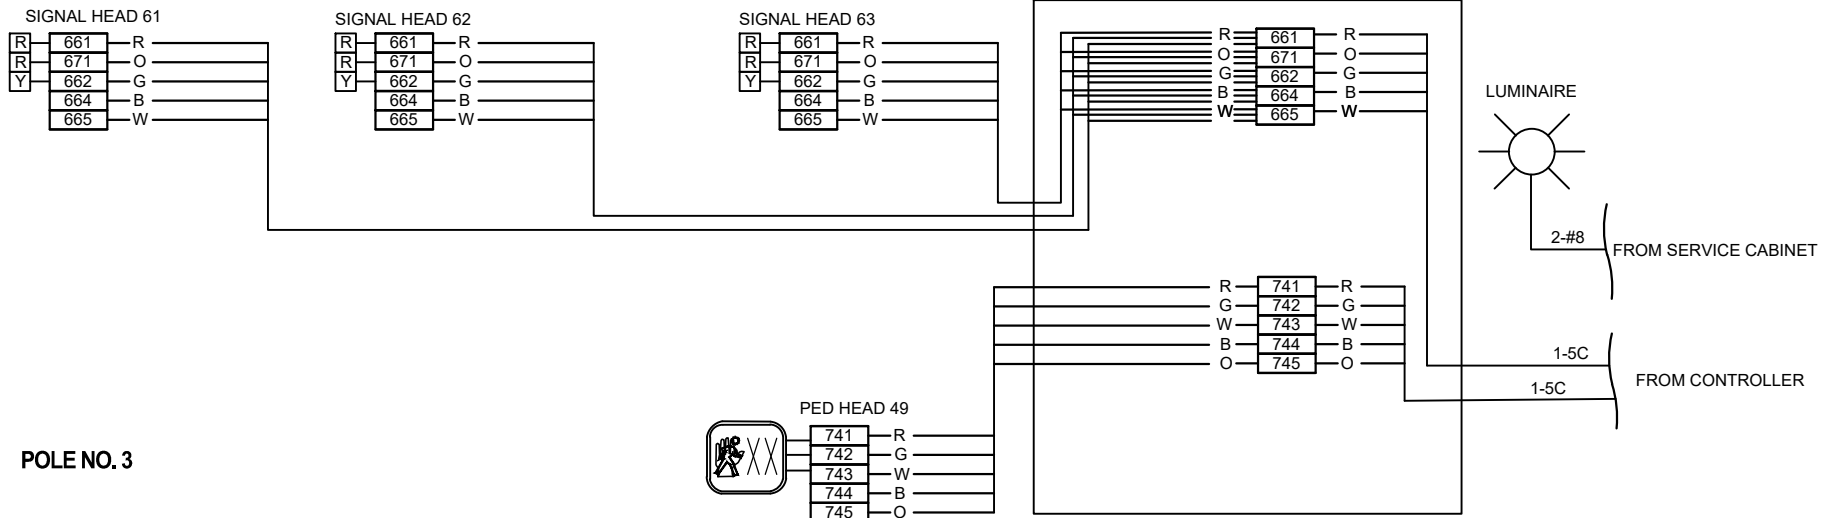 SIGNAL HEAD 61
R 661 R
R 671 O
Y 662 G
664 B
665 W
SIGNAL HEAD 62
R 661 R
R 671 O
Y 662 G
664 B
665 W
SIGNAL HEAD 63
R 661 R
R 671 O
Y 662 G
664 B
665 W
R 661 R
O 671 O
G 662 G
B 664 B
W 665 W
LUMINAIRE
2-#8
FROM SERVICE CABINET
R 741 R
G 742 G
W 743 W
B 744 B
O 745 O
1-5C
1-5C
FROM CONTROLLER
PED HEAD 49
XX
741 R
742 G
743 W
744 B
745 O
POLE NO. 3